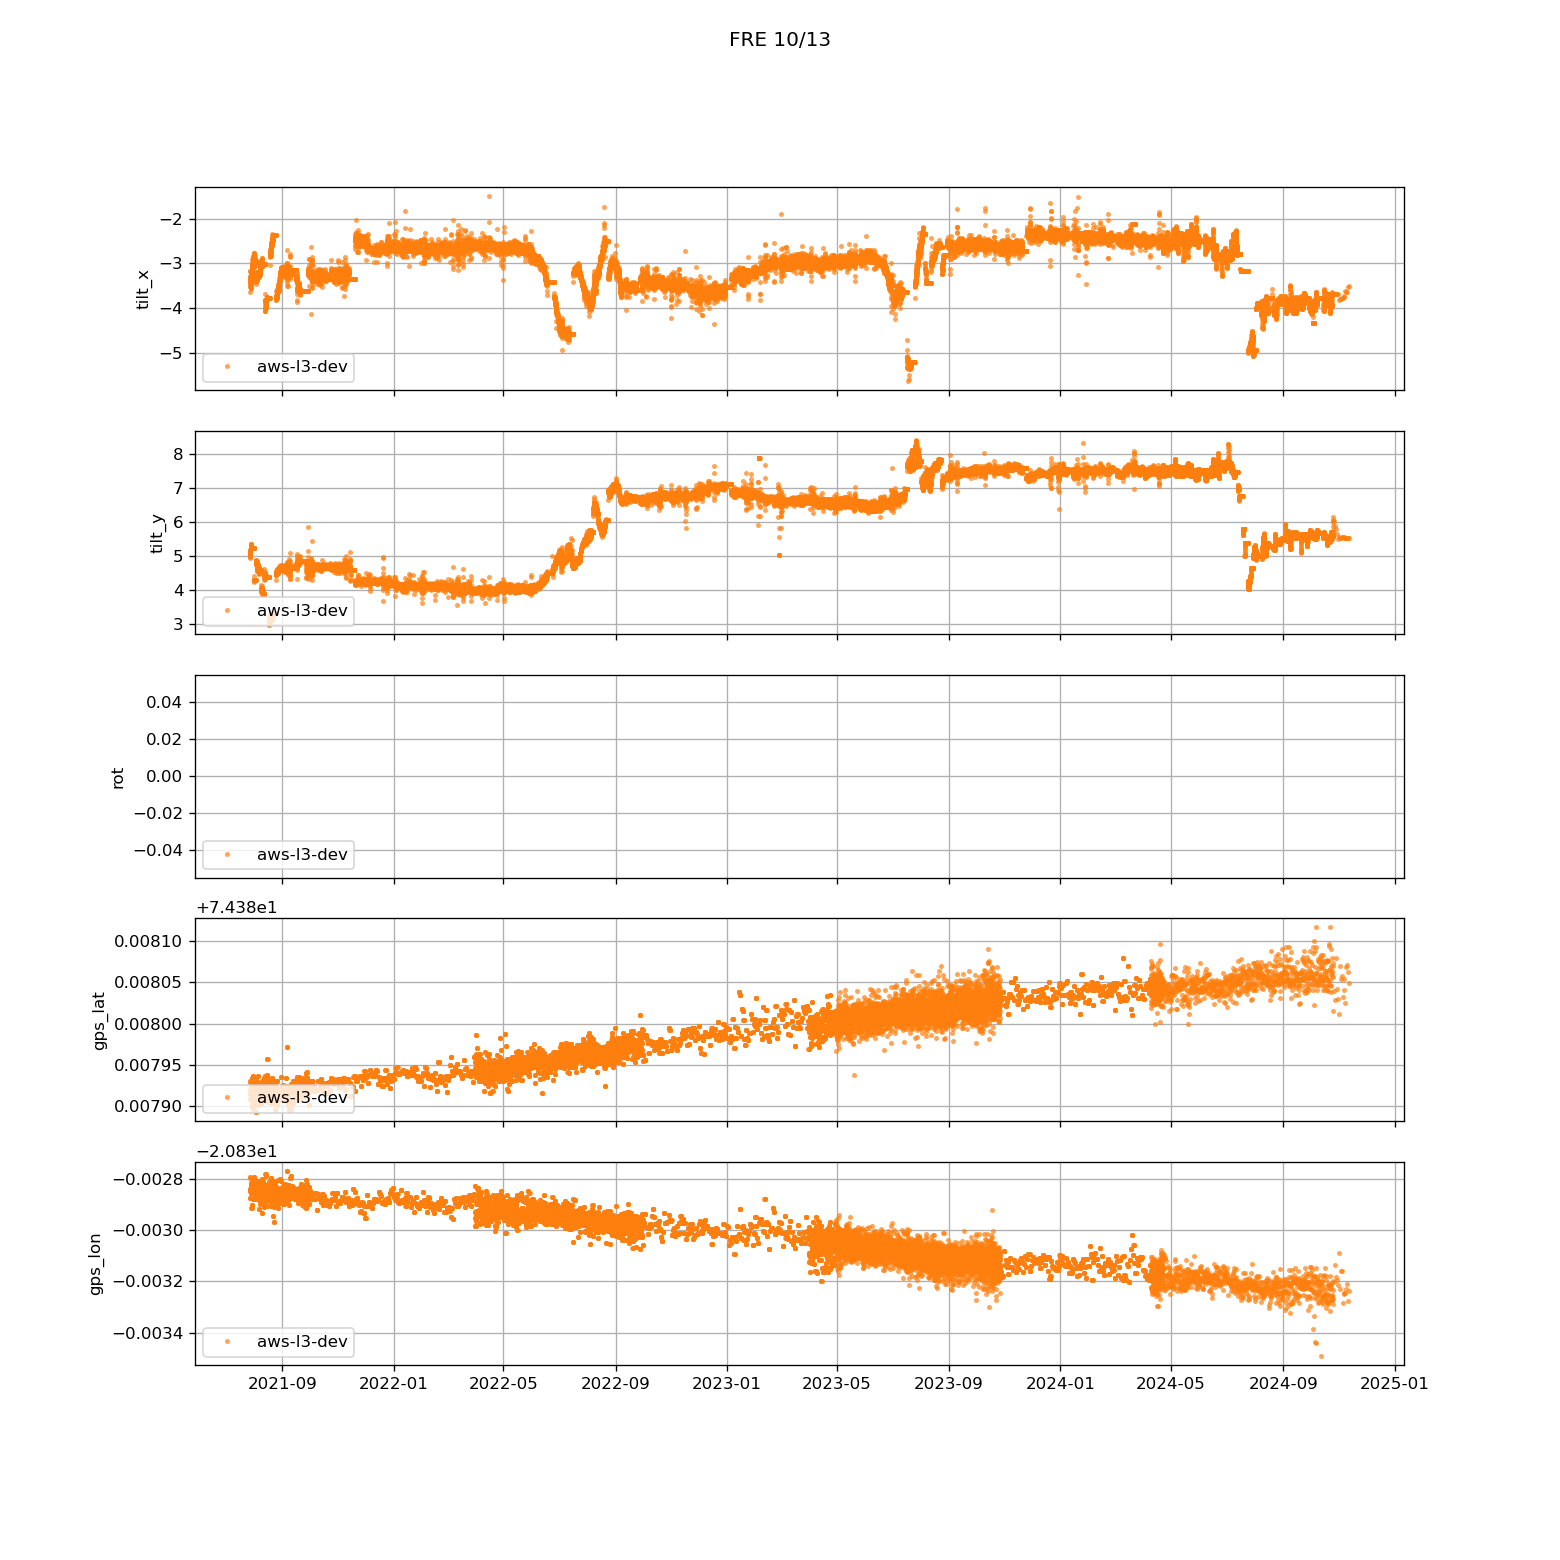 FRE 10/13
−2
−3
−4
−5
tilt_x
aws-l3-dev
8
7
6
5
4
3
tilt_y
aws-l3-dev
0.04
0.02
0.00
−0.02
−0.04
rot
aws-l3-dev
+7.438e1
0.00810
0.00805
0.00800
0.00795
0.00790
gps_lat
aws-l3-dev
−2.083e1
−0.0028
−0.0030
−0.0032
−0.0034
gps_lon
aws-l3-dev
2021-09 2022-01 2022-05 2022-09 2023-01 2023-05 2023-09 2024-01 2024-05 2024-09 2025-01